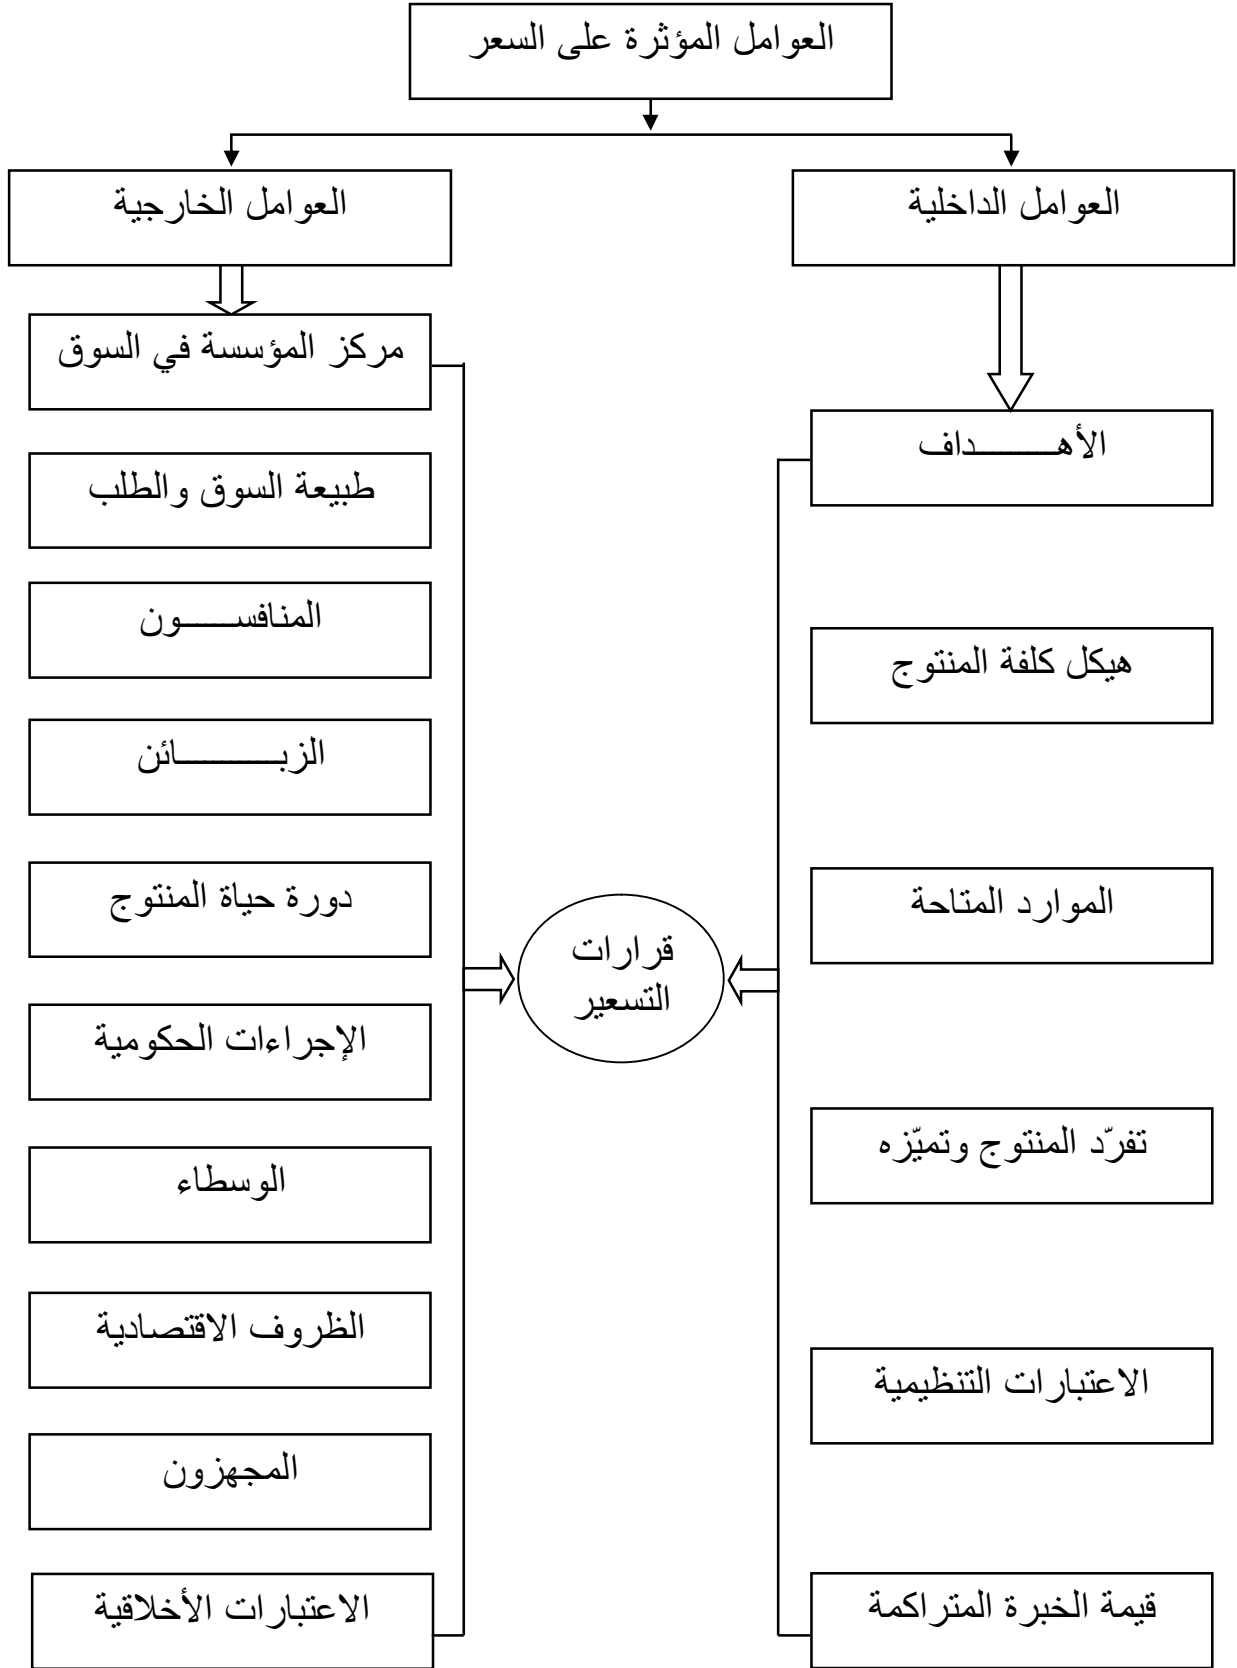 العوامل المؤثرة على السعر
العوامل الداخلية
العوامل الخارجية
الأهـــــــداف
هيكل كلفة المنتوج
الموارد المتاحة
تفرّد المنتوج وتميّزه
الاعتبارات التنظيمية
قيمة الخبرة المتراكمة
قرارات
التسعير
مركز المؤسسة في السوق
طبيعة السوق والطلب
المنافســـــون
الزبـــــــــائن
دورة حياة المنتوج
الإجراءات الحكومية
الوسطاء
الظروف الاقتصادية
المجهزون
الاعتبارات الأخلاقية